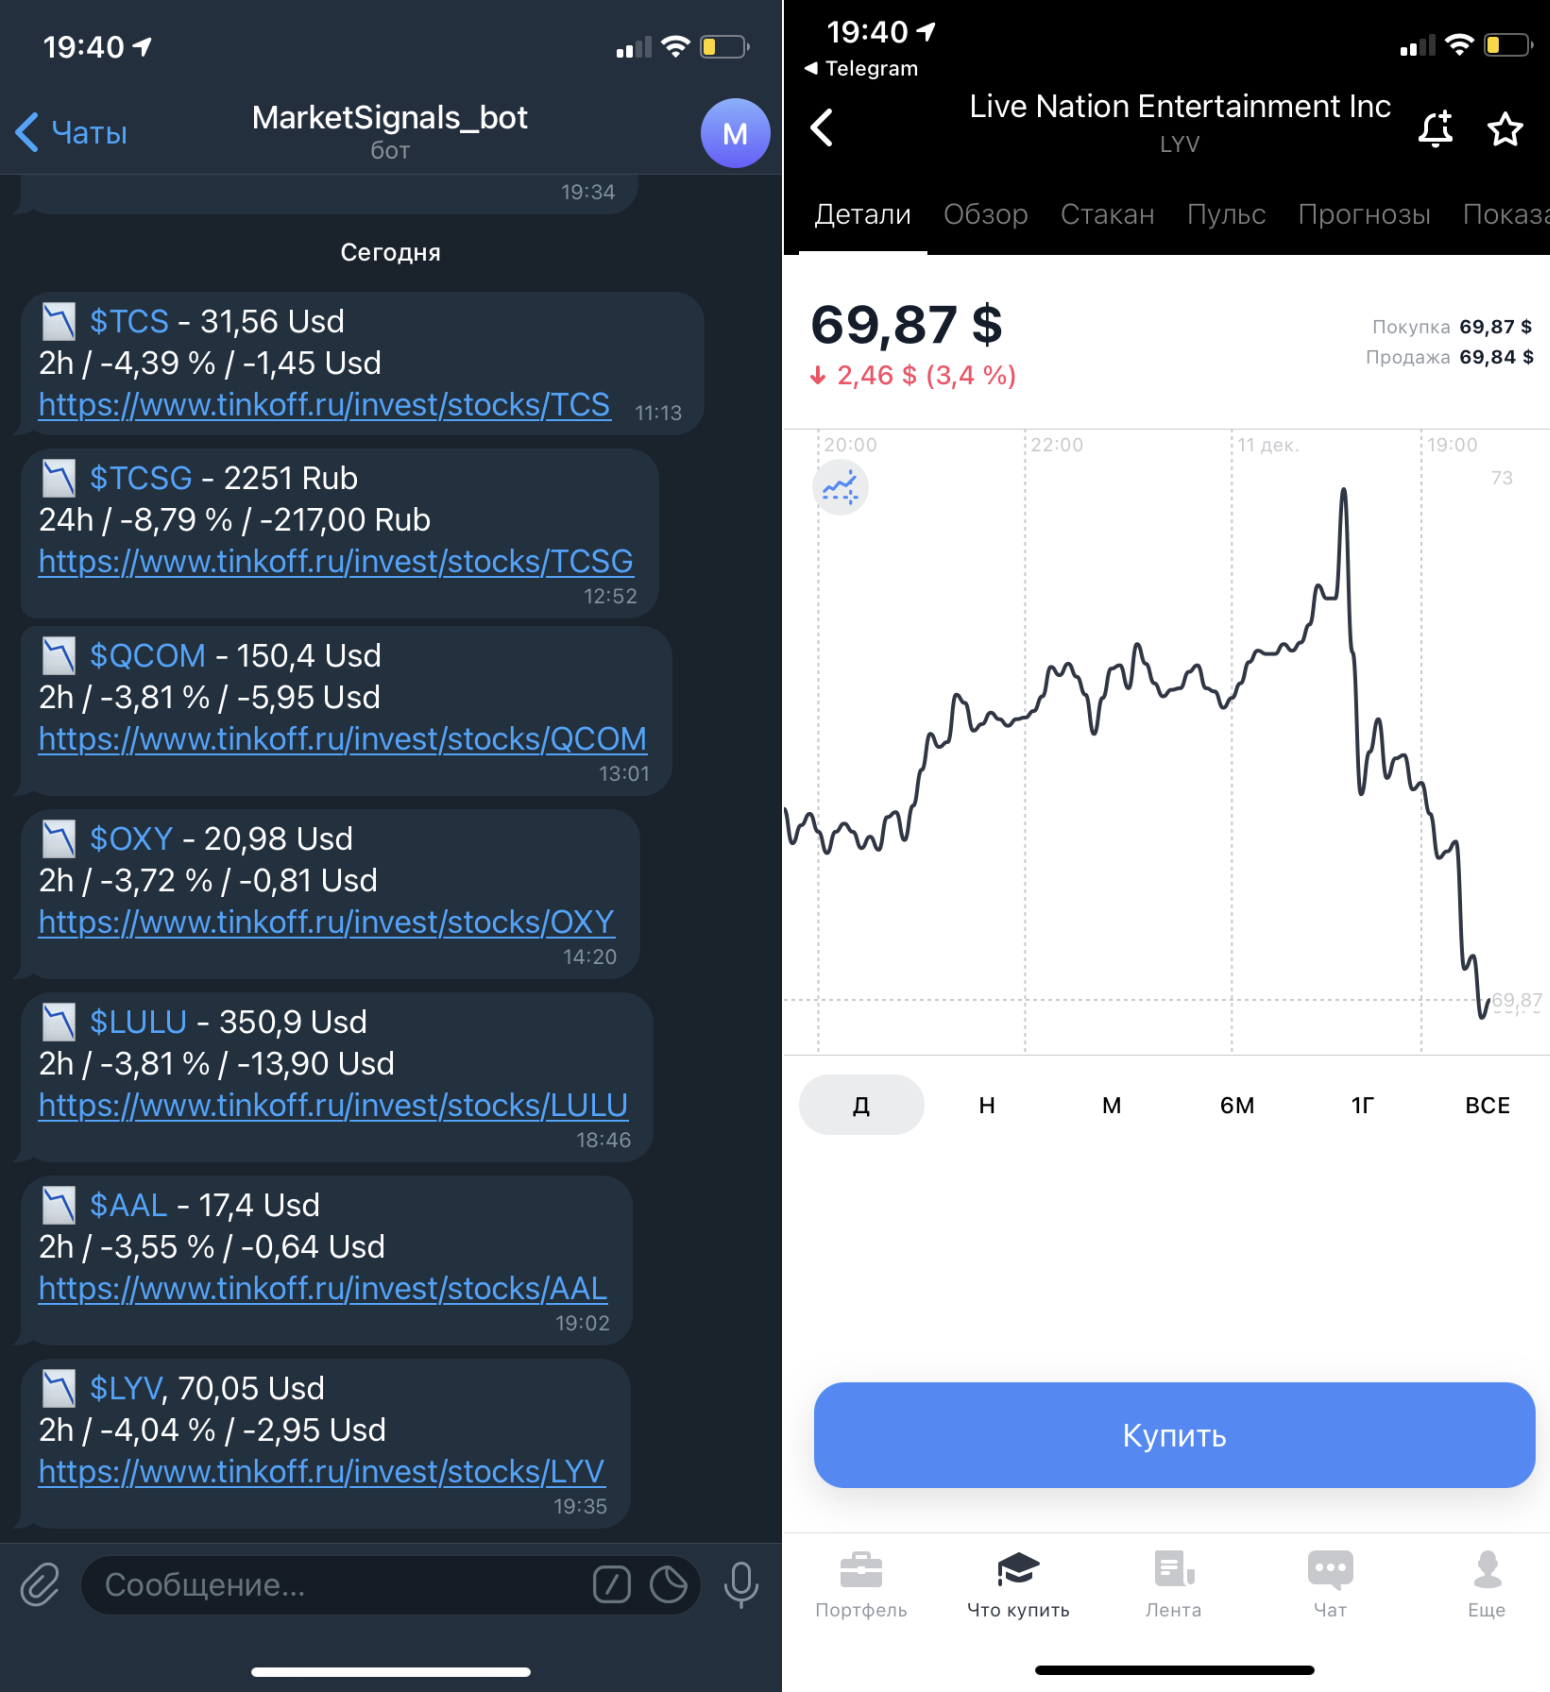 19:40
Чаты
MarketSignals_bot
бот
M
19:34
Сегодня
$TCS - 31,56 Usd
2h / -4,39 % / -1,45 Usd
https://www.tinkoff.ru/invest/stocks/TCS
11:13
$TCSG - 2251 Rub
24h / -8,79 % / -217,00 Rub
https://www.tinkoff.ru/invest/stocks/TCSG
12:52
$QCOM - 150,4 Usd
2h / -3,81 % / -5,95 Usd
https://www.tinkoff.ru/invest/stocks/QCOM
13:01
$OXY - 20,98 Usd
2h / -3,72 % / -0,81 Usd
https://www.tinkoff.ru/invest/stocks/OXY
14:20
$LULU - 350,9 Usd
2h / -3,81 % / -13,90 Usd
https://www.tinkoff.ru/invest/stocks/LULU
18:46
$AAL - 17,4 Usd
2h / -3,55 % / -0,64 Usd
https://www.tinkoff.ru/invest/stocks/AAL
19:02
$LYV, 70,05 Usd
2h / -4,04 % / -2,95 Usd
https://www.tinkoff.ru/invest/stocks/LYV
19:35
Сообщение...
19:40
Telegram
Live Nation Entertainment Inc
LYV
Детали Обзор Стакан Пульс Прогнозы Показа
69,87 $
2,46 $ (3,4 %)
Покупка 69,87 $
Продажа 69,84 $
20:00 22:00 11 дек. 19:00
73
69,87
Д Н М 6М 1Г ВСЕ
Купить
Портфель Что купить Лента Чат Еще